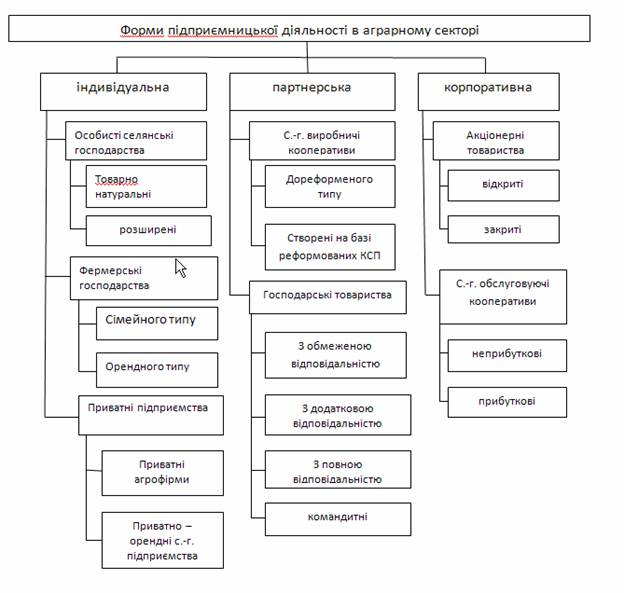 Форми підприємницької діяльності в аграрному секторі
індивідуальна
Особисті селянські
господарства
Товарно
натуральні
розширені
Фермерські
господарства
Сімейного типу
Орендного типу
Приватні підприємства
Приватні
агрофірми
Приватно –
орендні с.-г.
підприємства
партнерська
С.-г. виробничі
кооперативи
Дореформеного
типу
Створені на базі
реформованих КСП
Господарські товариства
З обмеженою
відповідальністю
З додатковою
відповідальністю
З повною
відповідальністю
командитні
корпоративна
Акціонерні
товариства
відкриті
закриті
С.-г. обслуговуючі
кооперативи
неприбуткові
прибуткові